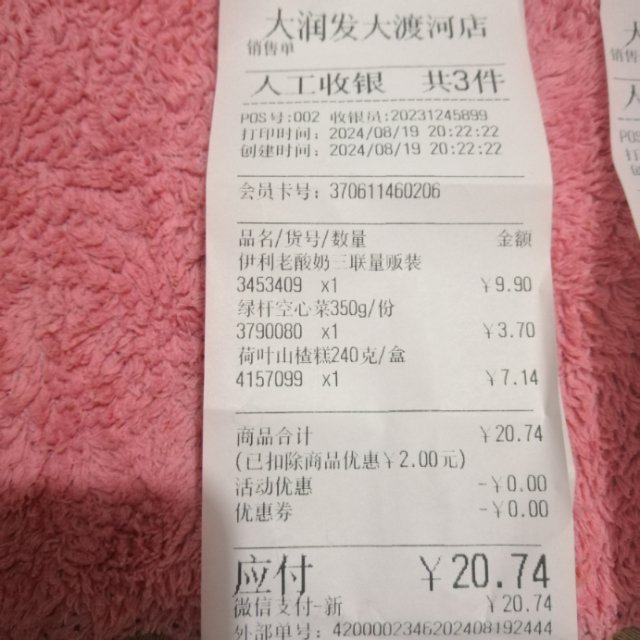 大润发大渡河店
销售单
人工收银 共3件
POS号:002 收银员:20231245899
打印时间: 2024/08/19 20:22:22
创建时间: 2024/08/19 20:22:22
会员卡号: 370611460206
品名/货号/数量 金额
伊利老酸奶三联量贩装
3453409 x1 ¥9.90
绿杆空心菜350g/份
3790080 x1 ¥3.70
荷叶山楂糕240克/盒
4157099 x1 ¥7.14
商品合计 ¥20.74
(已扣除商品优惠¥2.00元)
活动优惠 -¥0.00
优惠券 -¥0.00
应付 ¥20.74
微信支付-新 ¥20.74
外部单号: 4200002346202408192444